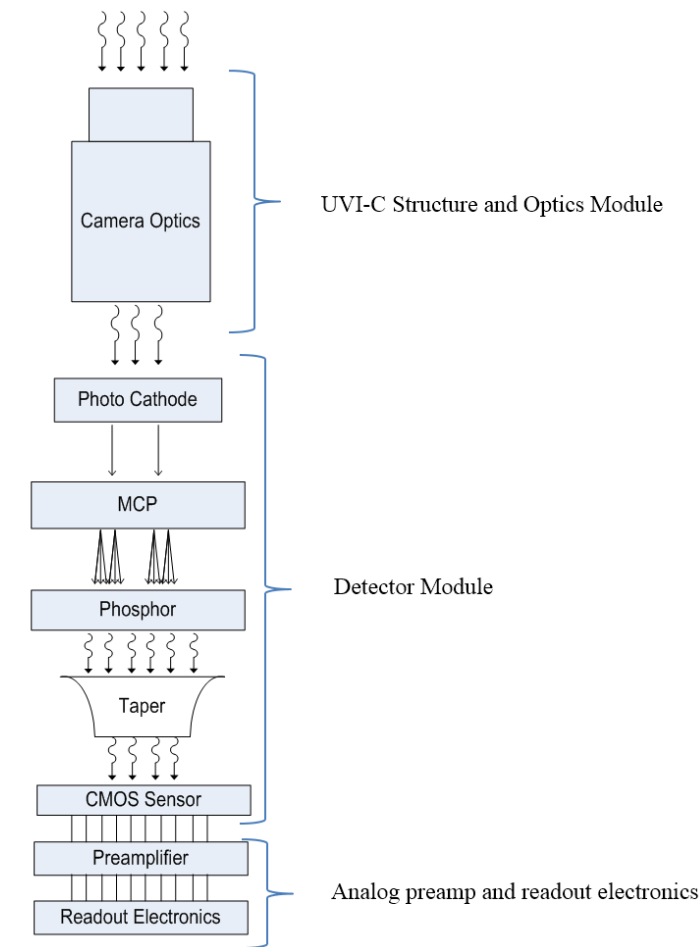 Camera Optics
UVI-C Structure and Optics Module
Photo Cathode
MCP
Phosphor
Detector Module
Taper
CMOS Sensor
Preamplifier
Analog preamp and readout electronics
Readout Electronics